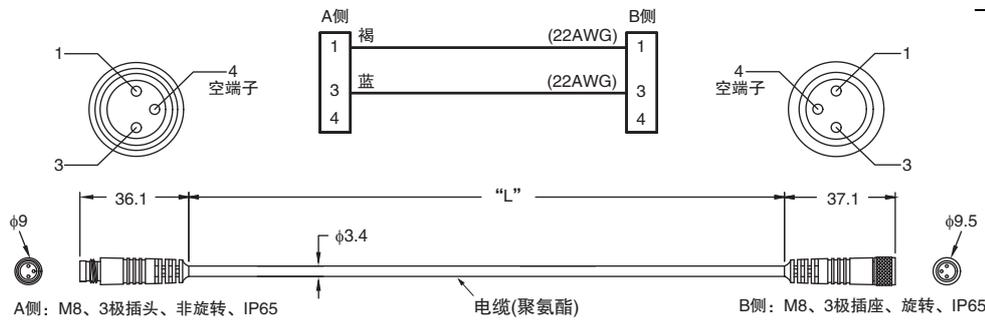 A侧
B侧
1 褐 (22AWG) 1
3 蓝 (22AWG) 3
4 4
1
4
空端子
3
4
空端子
1
3
36.1
“L”
37.1
ϕ9
ϕ3.4
ϕ9.5
A侧：M8、3极插头、非旋转、IP65
电缆(聚氨酯)
B侧：M8、3极插座、旋转、IP65